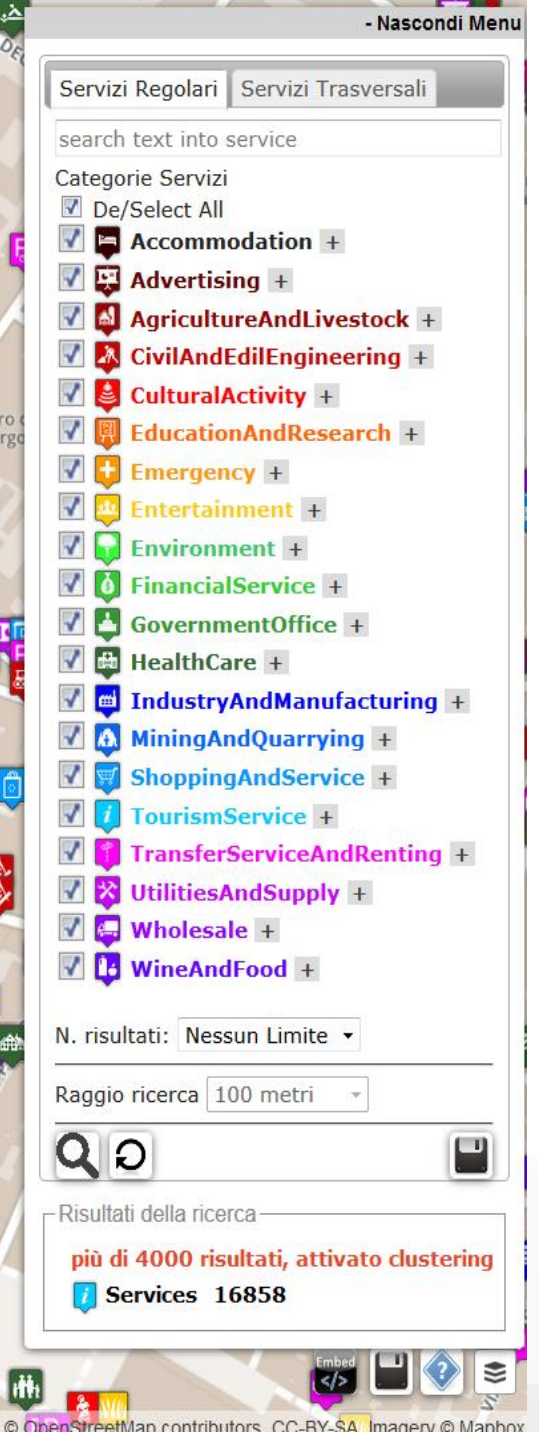 - Nascondi Menu
Servizi Regolari Servizi Trasversali
search text into service
Categorie Servizi
De/Select All
Accommodation +
Advertising +
AgricultureAndLivestock +
CivilAndEdilEngineering +
CulturalActivity +
EducationAndResearch +
Emergency +
Entertainment +
Environment +
FinancialService +
GovernmentOffice +
HealthCare +
IndustryAndManufacturing +
MiningAndQuarrying +
ShoppingAndService +
TourismService +
TransferServiceAndRenting +
UtilitiesAndSupply +
Wholesale +
WineAndFood +
N. risultati: Nessun Limite
Raggio ricerca 100 metri
Risultati della ricerca
più di 4000 risultati, attivato clustering
Services 16858
Embed
</>
© OpenStreetMap contributors, CC-BY-SA, Imagery © Mapbox